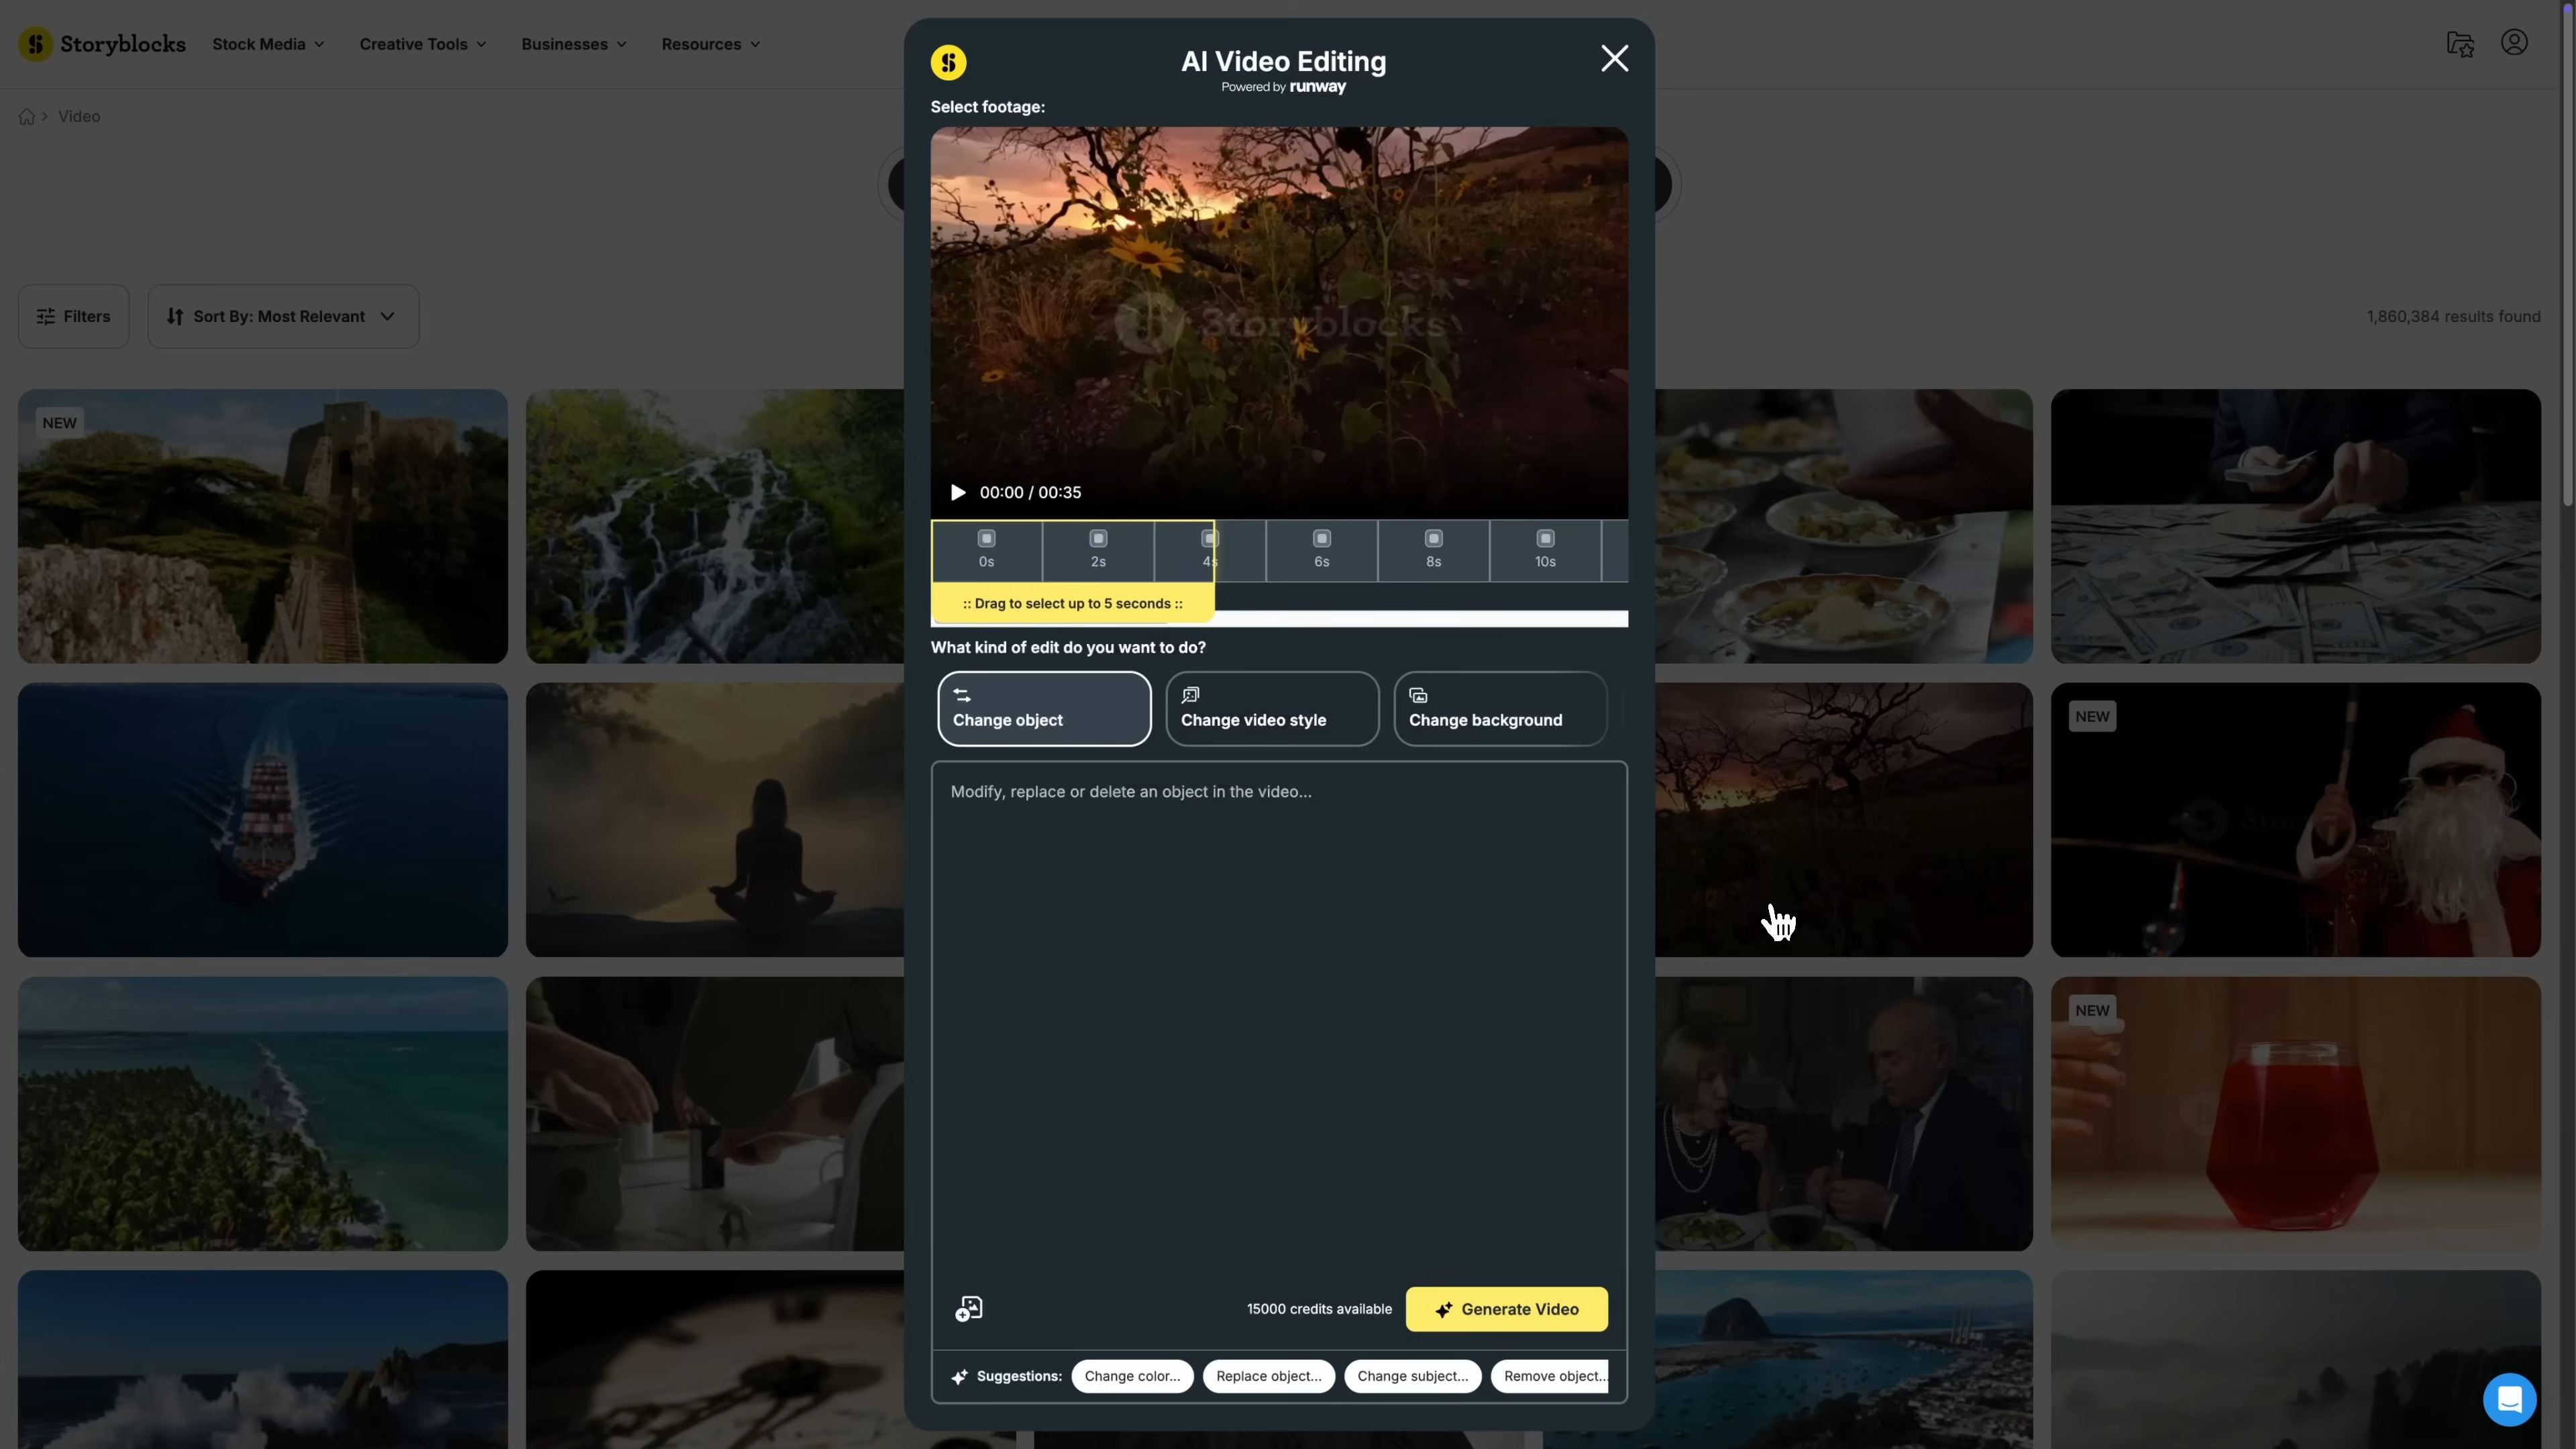 Storyblocks
Stock Media
Creative Tools
Businesses
Resources
Video
Filters
Sort By: Most Relevant
1,860,384 results found
NEW
NEW
NEW
AI Video Editing
Powered by runway
Select footage:
Storyblocks
00:00 / 00:35
0s
2s
4s
6s
8s
10s
:: Drag to select up to 5 seconds ::
What kind of edit do you want to do?
Change object
Change video style
Change background
Modify, replace or delete an object in the video...
15000 credits available
Generate Video
Suggestions:
Change color...
Replace object...
Change subject...
Remove object...